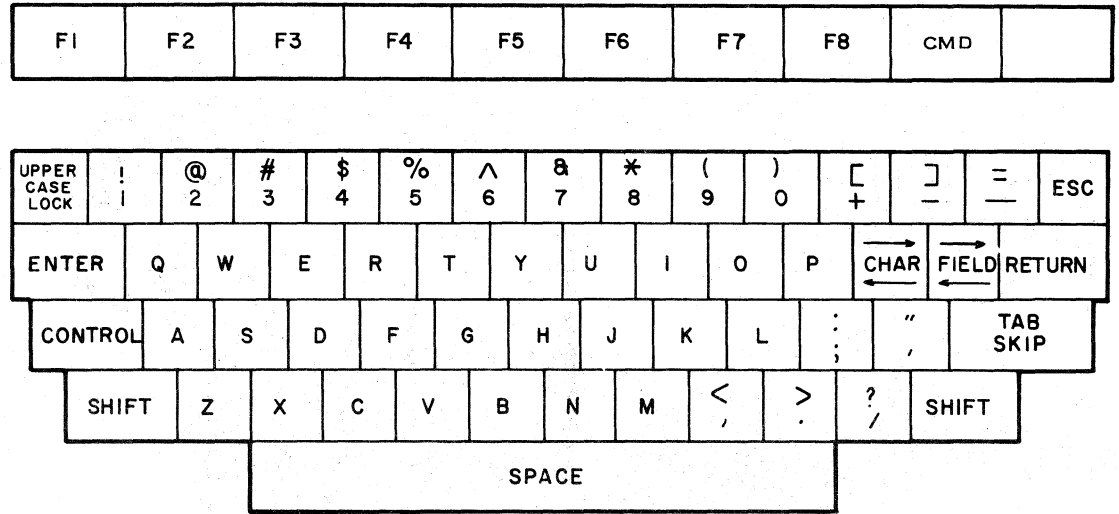 F1 F2 F3 F4 F5 F6 F7 F8 CMD
UPPER CASE LOCK ! 1 @ 2 # 3 $ 4 % 5 ^ 6 & 7 * 8 ( 9 ) 0 [ + ] – = — ESC
ENTER Q W E R T Y U I O P → CHAR ← → FIELD ← RETURN
CONTROL A S D F G H J K L : ; " ' TAB SKIP
SHIFT Z X C V B N M < , > . ? / SHIFT
SPACE